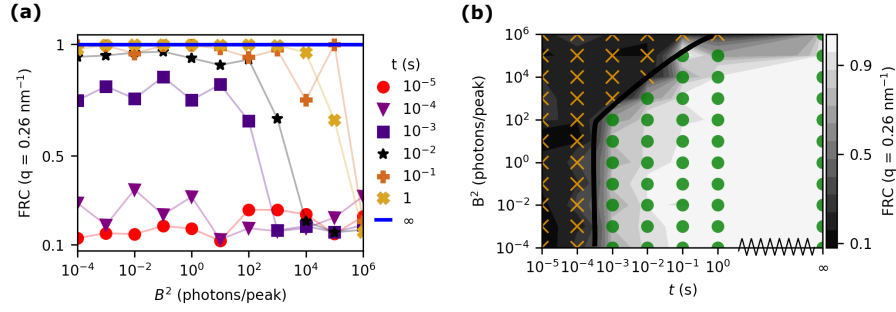 (a)
FRC (q = 0.26 nm⁻¹)
1
0.5
0.1
10⁻⁴ 10⁻² 10⁰ 10² 10⁴ 10⁶
B² (photons/peak)
t (s)
10⁻⁵
10⁻⁴
10⁻³
10⁻²
10⁻¹
1
∞
(b)
B² (photons/peak)
10⁶
10⁴
10²
10⁰
10⁻²
10⁻⁴
10⁻⁵ 10⁻⁴ 10⁻³ 10⁻² 10⁻¹ 10⁰ ∞
t (s)
0.9
0.5
0.1
FRC (q = 0.26 nm⁻¹)